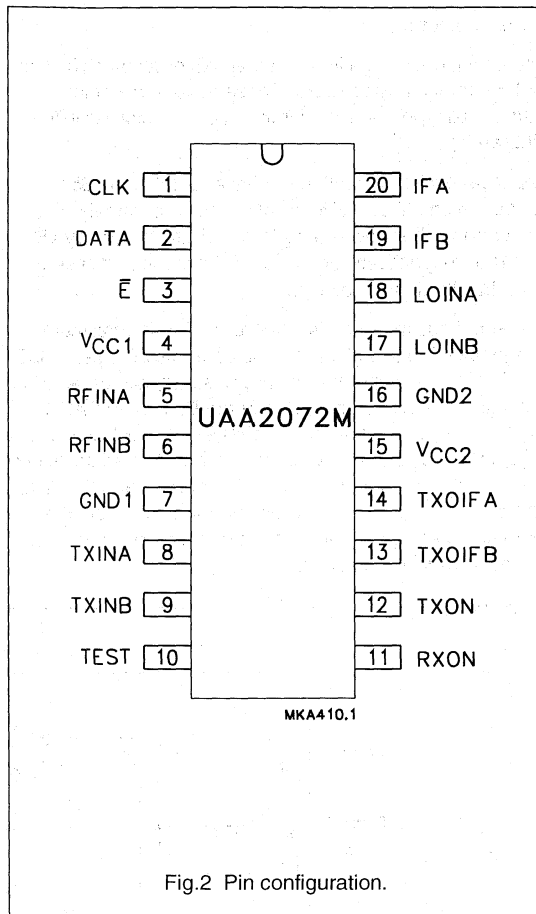 CLK 1
DATA 2
E̅ 3
VCC1 4
RFINA 5
RFINB 6
GND1 7
TXINA 8
TXINB 9
TEST 10
UAA2072M
20 IFA
19 IFB
18 LOINA
17 LOINB
16 GND2
15 VCC2
14 TXOIFA
13 TXOIFB
12 TXON
11 RXON
MKA410.1
Fig.2 Pin configuration.